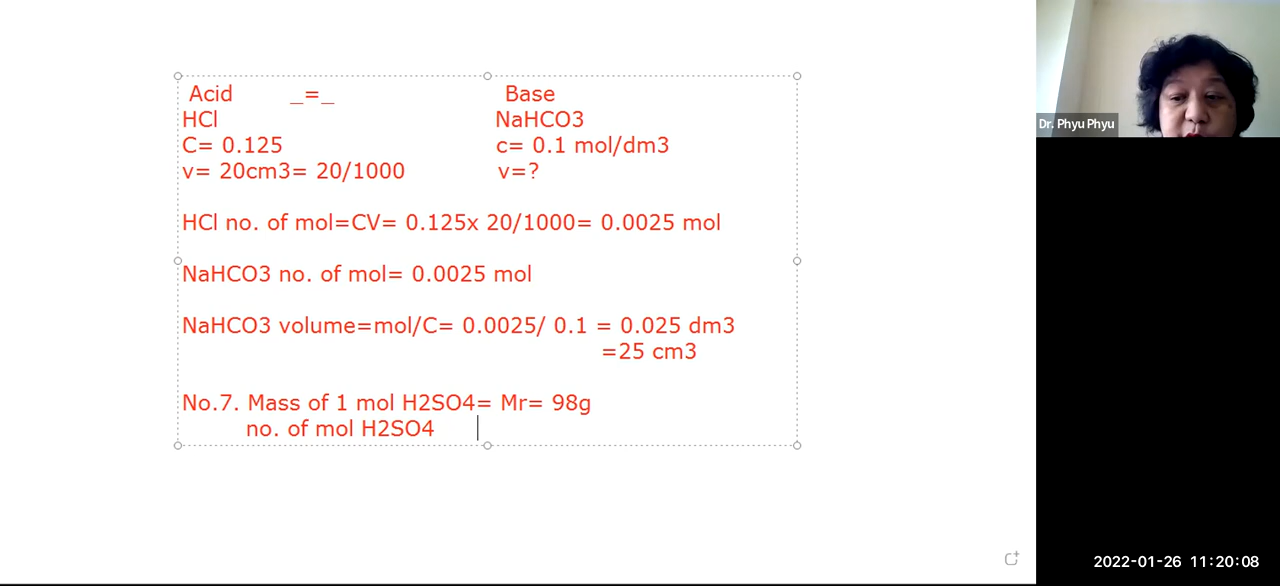 Acid _=_ Base
HCl NaHCO3
C= 0.125 c= 0.1 mol/dm3
v= 20cm3= 20/1000 v=?
HCl no. of mol=CV= 0.125x 20/1000= 0.0025 mol
NaHCO3 no. of mol= 0.0025 mol
NaHCO3 volume=mol/C= 0.0025/ 0.1 = 0.025 dm3
=25 cm3
No.7. Mass of 1 mol H2SO4= Mr= 98g
no. of mol H2SO4
Dr. Phyu Phyu
2022-01-26 11:20:08